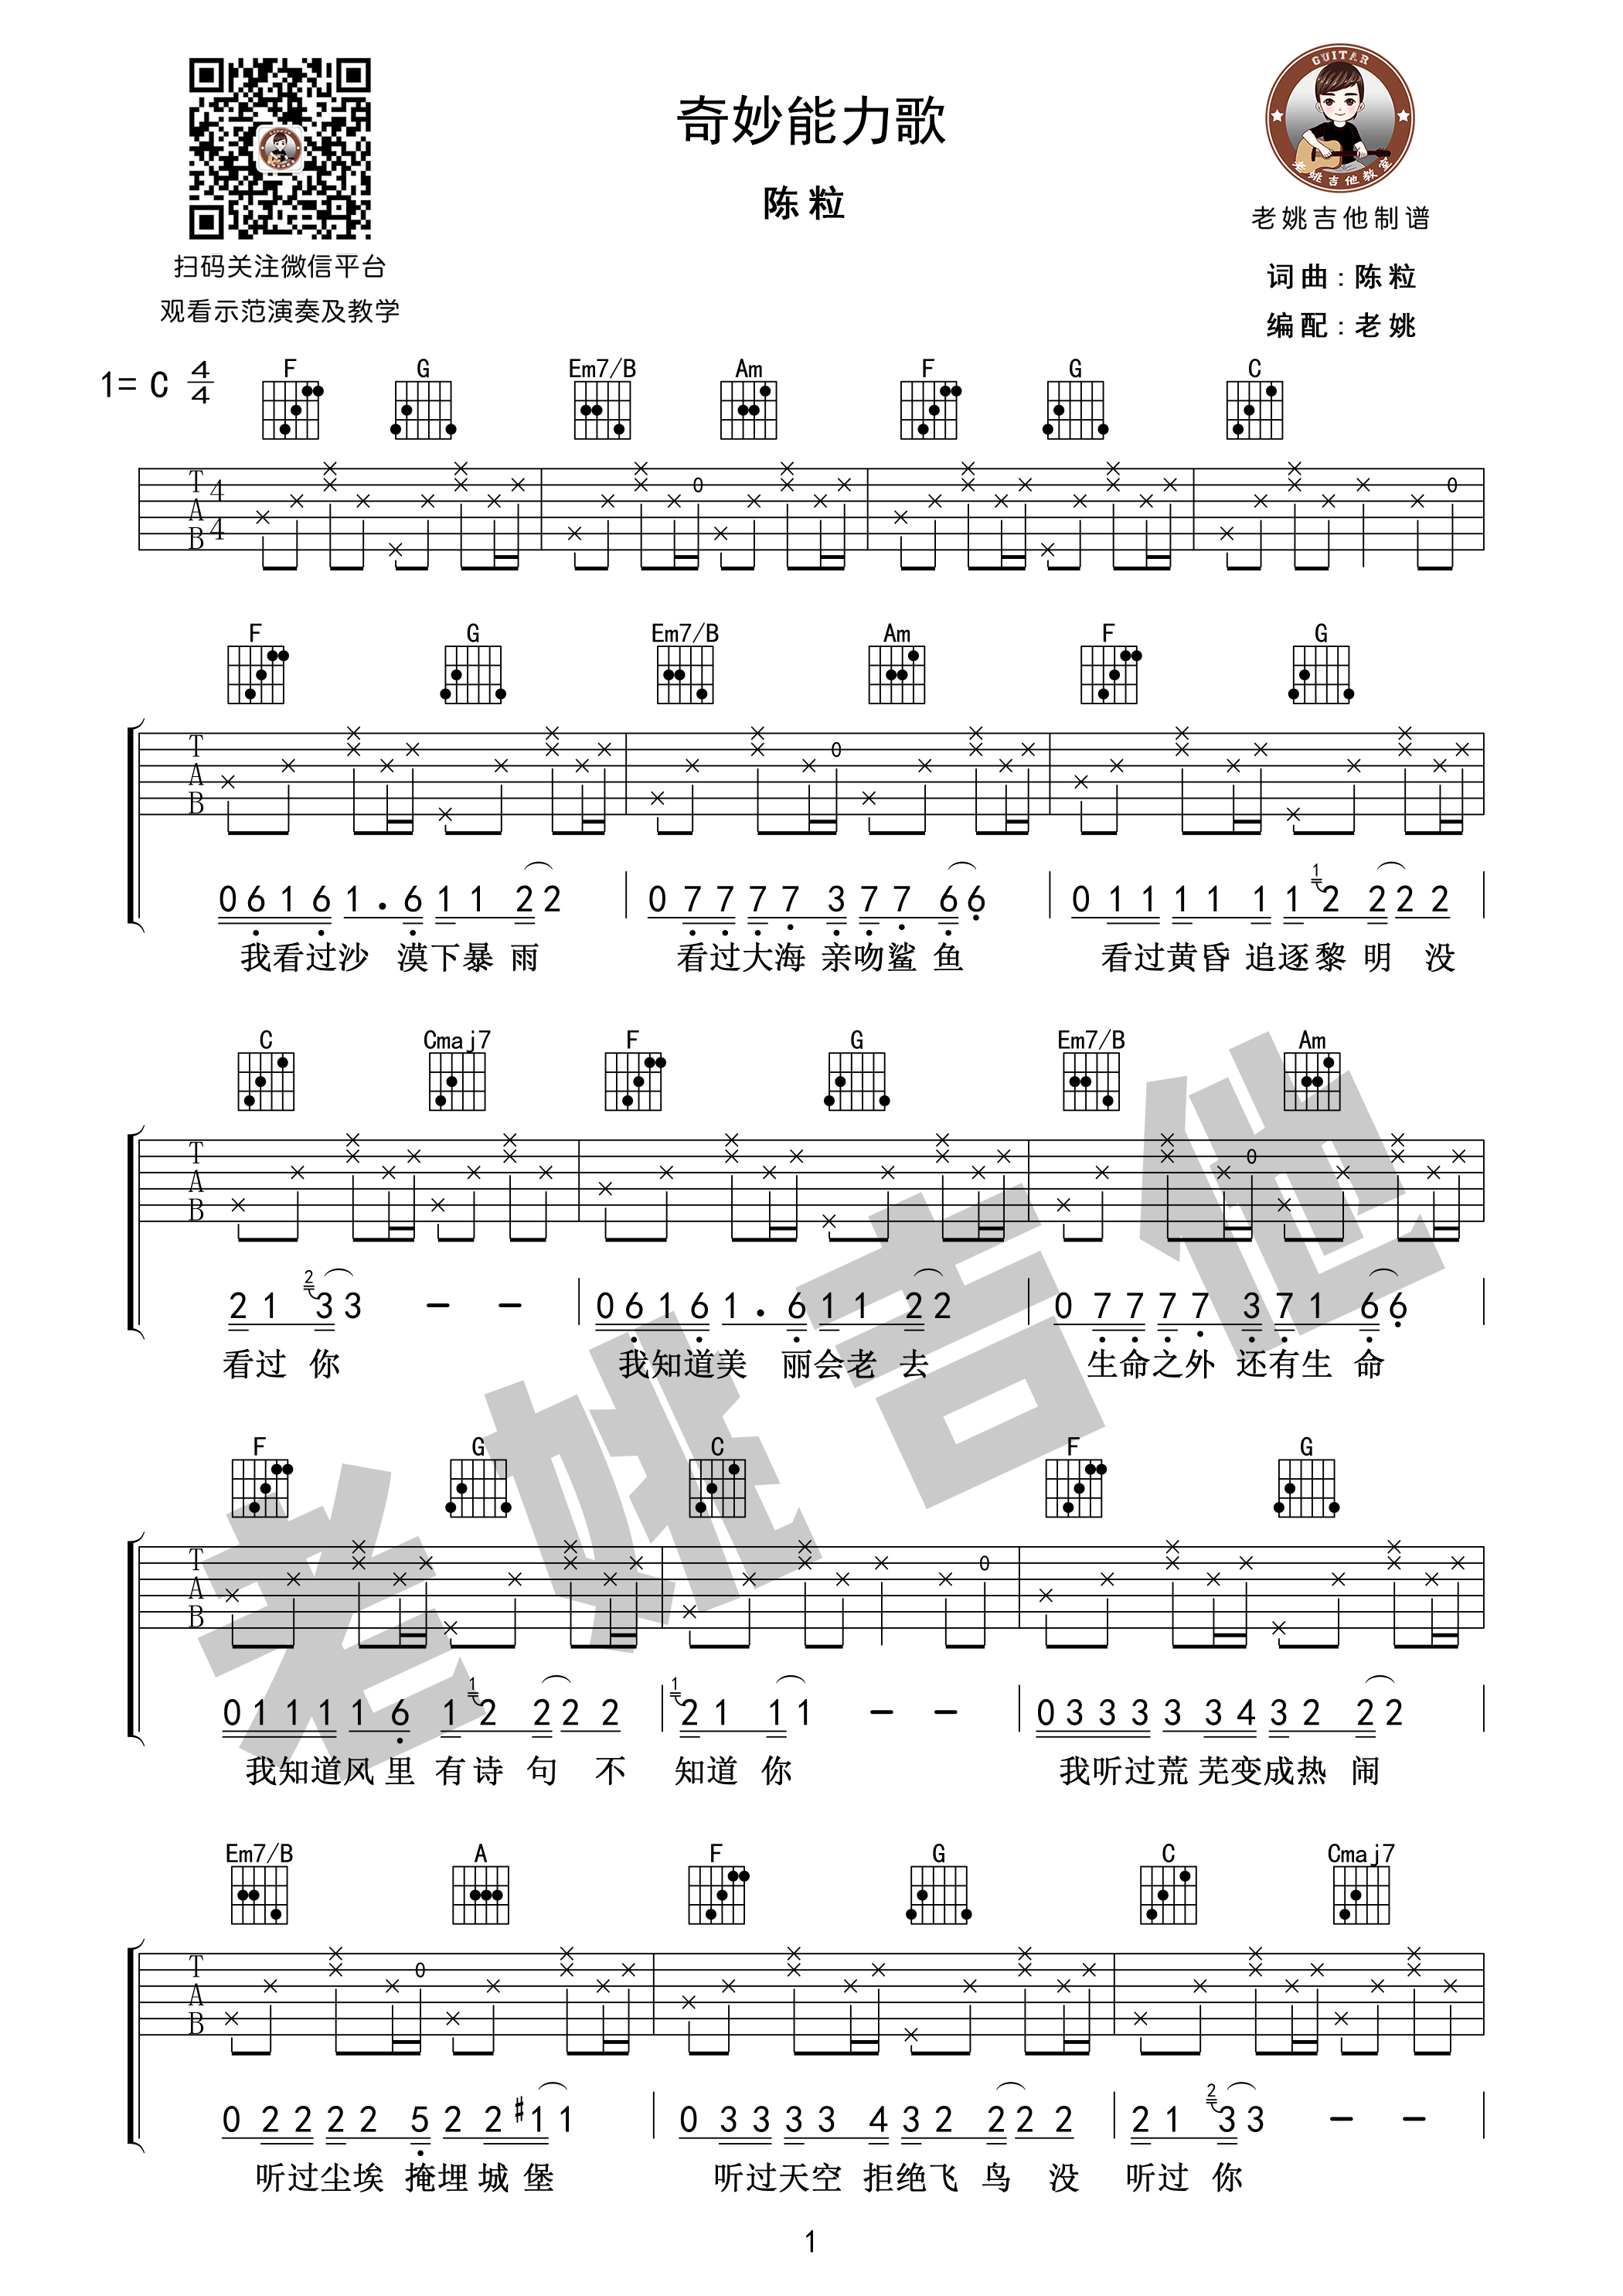 奇妙能力歌
陈粒
扫码关注微信平台
观看示范演奏及教学
GUITAR
老姚吉他教室
老姚吉他制谱
词曲:陈粒
编配:老姚
1= C 4/4
F G Em7/B Am F G C
T 4
A
B 4
F G Em7/B Am F G
T
A
B
0 6 1 6 1 . 6 1 1 2 2 0 7 7 7 7 3 7 7 6 6 0 1 1 1 1 1 1 1 2 2 2 2
我看过沙 漠下暴 雨 看过大海 亲吻鲨 鱼 看过黄昏 追逐黎 明 没
C Cmaj7 F G Em7/B Am
T
A
B
2 1 2 3 3 - - 0 6 1 6 1 . 6 1 1 2 2 0 7 7 7 7 3 7 1 6 6
看过 你 我知道美 丽会老 去 生命之外 还有生 命
F G C F G
T
A
B
0 1 1 1 1 6 1 1 2 2 2 2 1 2 1 1 1 - - 0 3 3 3 3 3 4 3 2 2 2
我知道风里 有诗 句 不 知道 你 我听过荒 芜变成热 闹
Em7/B A F G C Cmaj7
T
A
B
0 2 2 2 2 5 2 2 #1 1 0 3 3 3 3 4 3 2 2 2 2 2 1 2 3 3 - -
听过尘埃 掩埋城 堡 听过天空 拒绝飞 鸟 没 听过 你
老姚吉他
1